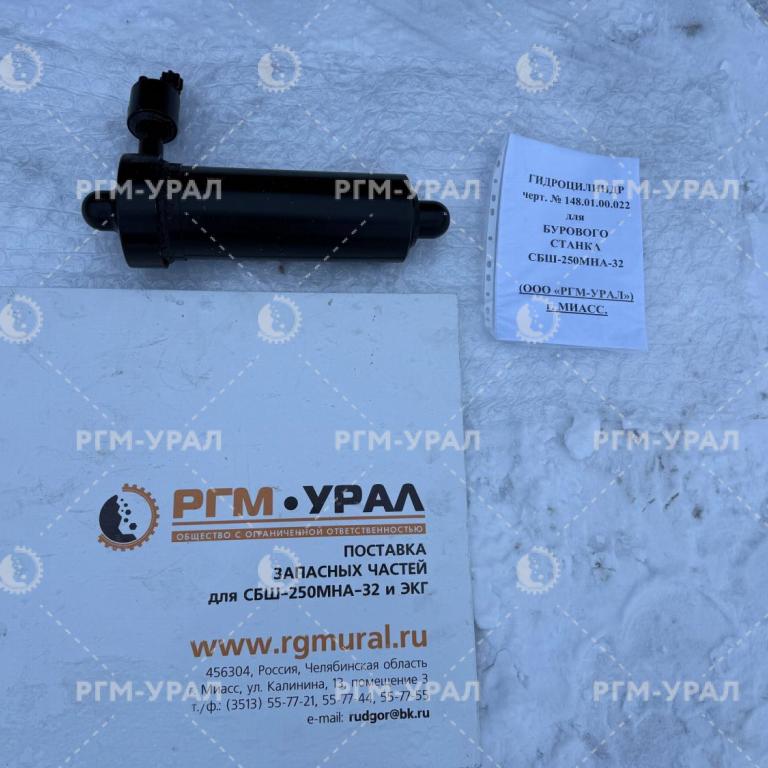 ГИДРОЦИЛИНДР
черт. № 148.01.00.022
для
БУРОВОГО
СТАНКА
СБШ-250МНА-32
(ООО «РГМ-УРАЛ»)
г. МИАСС.
РГМ-УРАЛ РГМ-УРАЛ РГМ-УРАЛ
РГМ-УРАЛ РГМ-УРАЛ РГМ-УРАЛ
РГМ • УРАЛ
ОБЩЕСТВО С ОГРАНИЧЕННОЙ ОТВЕТСТВЕННОСТЬЮ
ПОСТАВКА
ЗАПАСНЫХ ЧАСТЕЙ
для СБШ-250МНА-32 и ЭКГ
www.rgmural.ru
456304, Россия, Челябинская область
г. Миасс, ул. Калинина, 13, помещение 3
т./ф.: (3513) 55-77-21, 55-77-44, 55-77-55
e-mail: rudgor@bk.ru
РГМ-УРАЛ РГМ-УРАЛ РГМ-УРАЛ